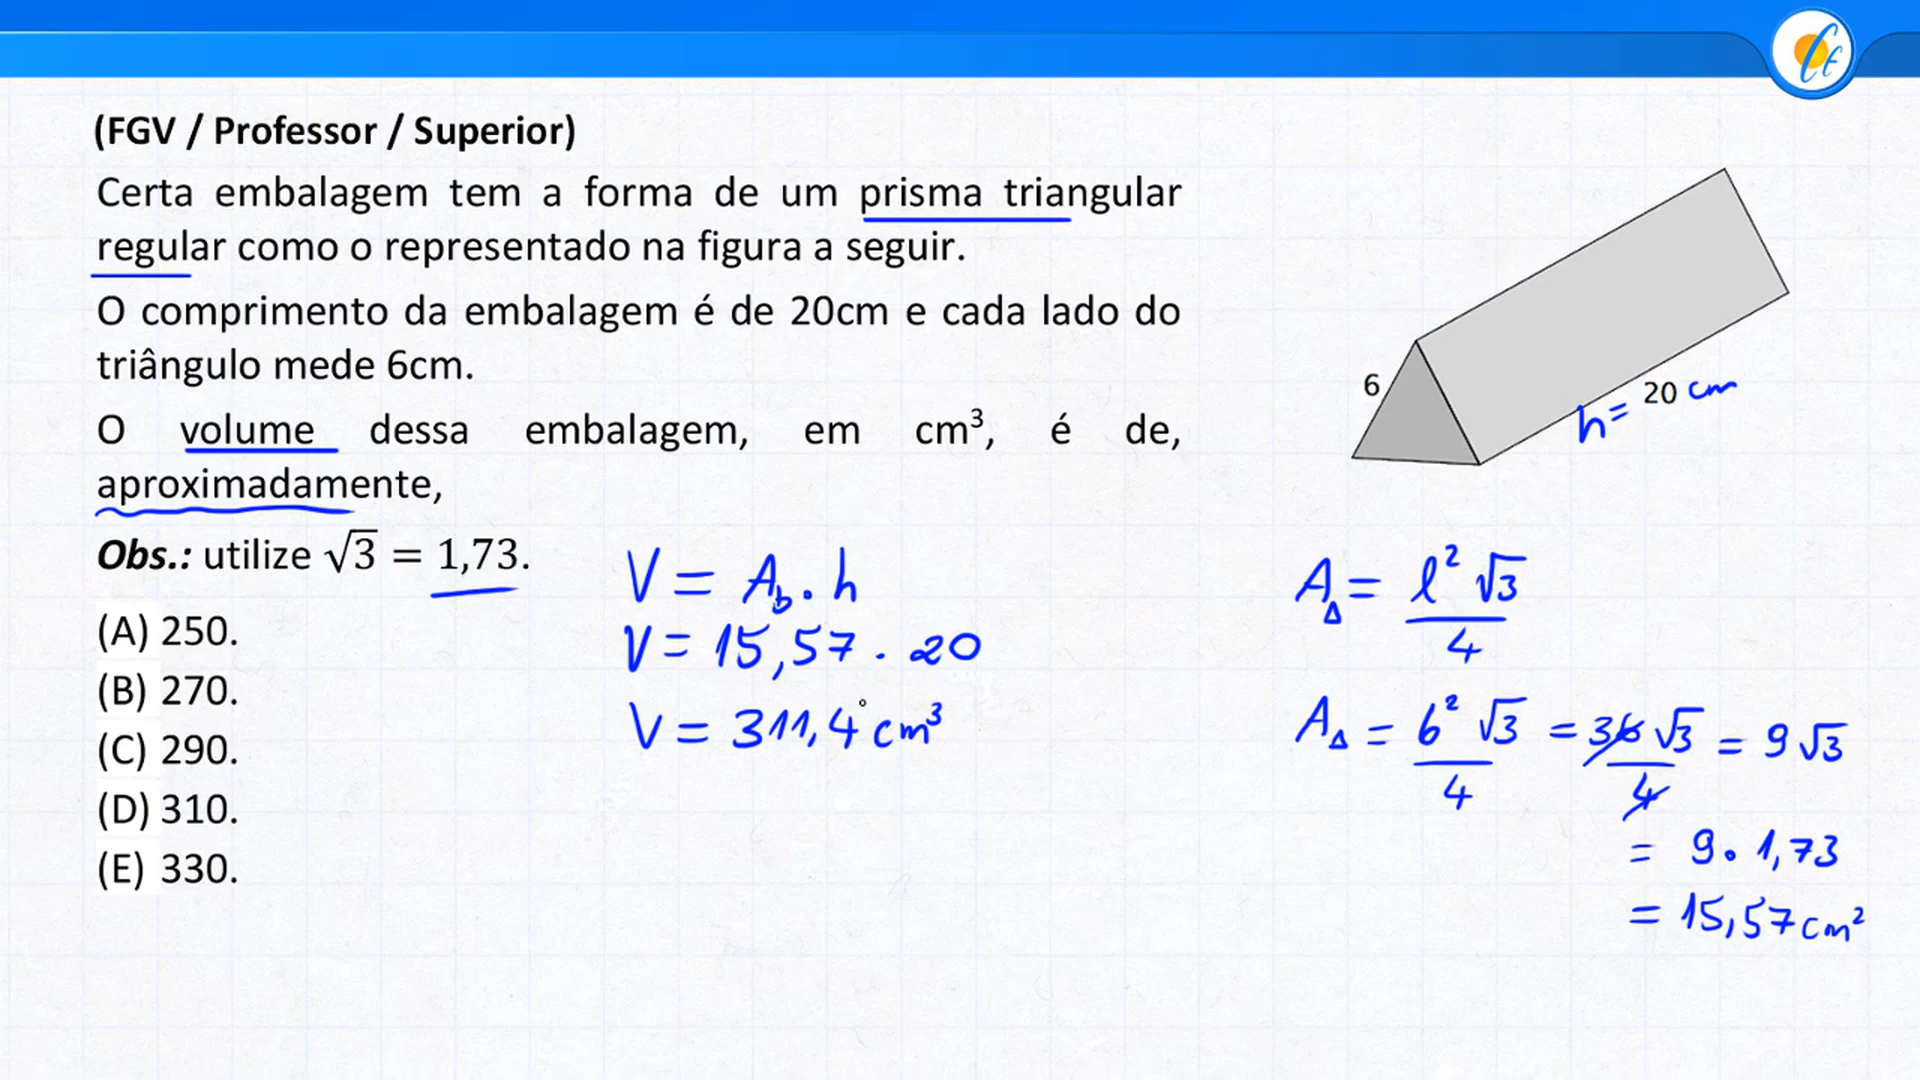 (FGV / Professor / Superior)
Certa embalagem tem a forma de um prisma triangular
regular como o representado na figura a seguir.
O comprimento da embalagem é de 20cm e cada lado do
triângulo mede 6cm.
O volume dessa embalagem, em cm³, é de,
aproximadamente,
Obs.: utilize √3 = 1,73.
(A) 250.
(B) 270.
(C) 290.
(D) 310.
(E) 330.
6
h= 20 cm
V = Ab . h
V = 15,57 . 20
V = 311,4 cm³
A△ = l² √3 / 4
A△ = 6² √3 / 4 = 36 √3 / 4 = 9 √3
= 9 . 1,73
= 15,57 cm²